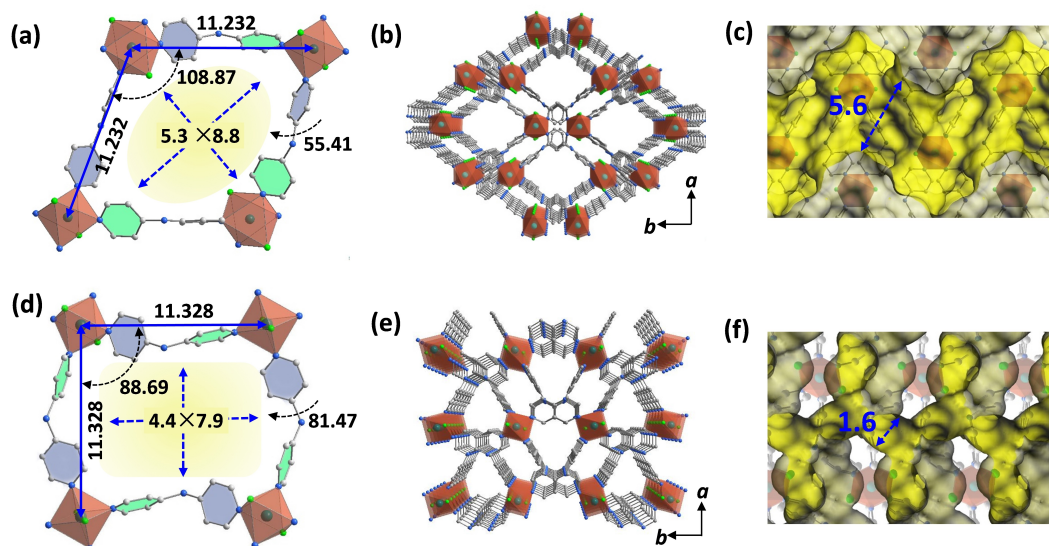 (a)
11.232
108.87
11.232
5.3 × 8.8
55.41
(b)
a
b
(c)
5.6
(d)
11.328
88.69
11.328
4.4 × 7.9
81.47
(e)
a
b
(f)
1.6